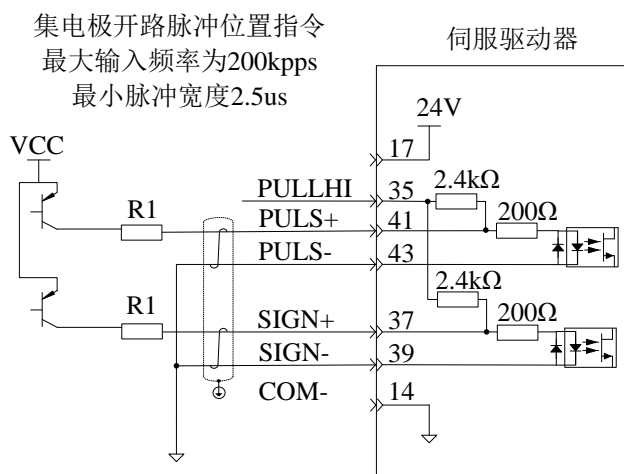 集电极开路脉冲位置指令
最大输入频率为200kpps
最小脉冲宽度2.5us
伺服驱动器
24V
VCC
17
2.4kΩ
PULLHI
35
R1
PULS+
41
200Ω
PULS-
43
2.4kΩ
R1
SIGN+
37
200Ω
SIGN-
39
COM-
14